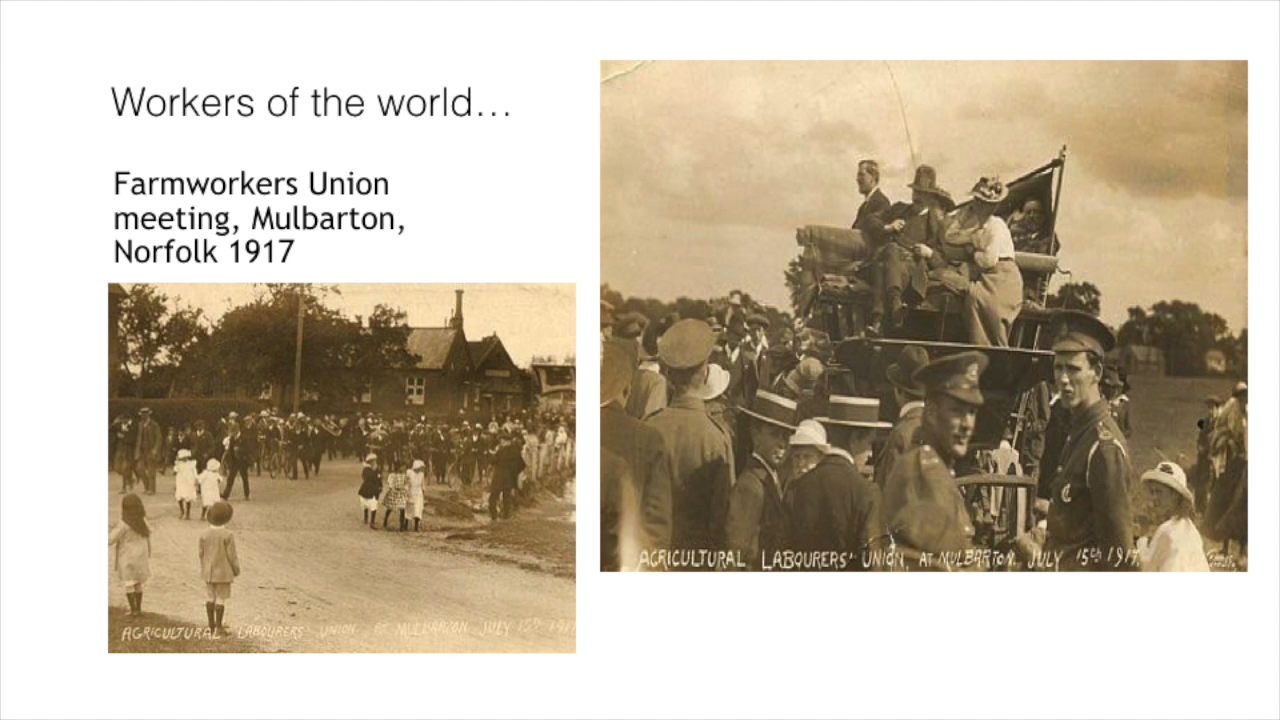 Workers of the world...
Farmworkers Union
meeting, Mulbarton,
Norfolk 1917
AGRICULTURAL LABOURERS' UNION, AT MULBARTON, JULY 15th 1917.
AGRICULTURAL LABOURERS' UNION AT MULBARTON JULY 15th 191